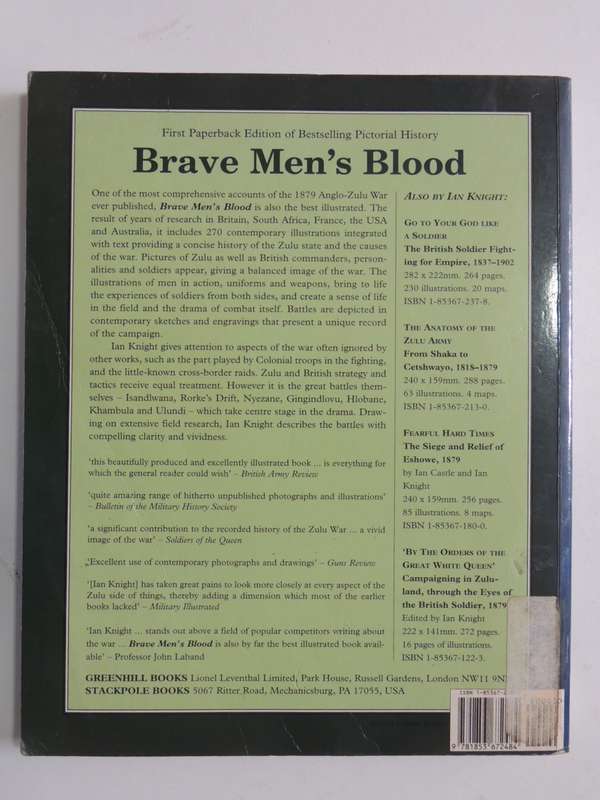 First Paperback Edition of Bestselling Pictorial History
Brave Men's Blood
One of the most comprehensive accounts of the 1879 Anglo-Zulu War
ever published, Brave Men's Blood is also the best illustrated. The
result of years of research in Britain, South Africa, France, the USA
and Australia, it includes 270 contemporary illustrations integrated
with text providing a concise history of the Zulu state and the causes
of the war. Pictures of Zulu as well as British commanders, person-
alities and soldiers appear, giving a balanced image of the war. The
illustrations of men in action, uniforms and weapons, bring to life
the experiences of soldiers from both sides, and create a sense of life
in the field and the drama of combat itself. Battles are depicted in
contemporary sketches and engravings that present a unique record
of the campaign.
Ian Knight gives attention to aspects of the war often ignored by
other works, such as the part played by Colonial troops in the fighting,
and the little-known cross-border raids. Zulu and British strategy and
tactics receive equal treatment. However it is the great battles them-
selves – Isandlwana, Rorke's Drift, Nyezane, Gingindlovu, Hlobane,
Khambula and Ulundi – which take centre stage in the drama. Draw-
ing on extensive field research, Ian Knight describes the battles with
compelling clarity and vividness.
'this beautifully produced and excellently illustrated book ... is everything for
which the general reader could wish' – British Army Review
'quite amazing range of hitherto unpublished photographs and illustrations'
– Bulletin of the Military History Society
'a significant contribution to the recorded history of the Zulu War ... a vivid
image of the war' – Soldiers of the Queen
'Excellent use of contemporary photographs and drawings' – Guns Review
'[Ian Knight] has taken great pains to look more closely at every aspect of the
Zulu side of things, thereby adding a dimension which most of the earlier
books lacked' – Military Illustrated
'Ian Knight ... stands out above a field of popular competitors writing about
the war ... Brave Men's Blood is also by far the best illustrated book avail-
able' – Professor John Laband
ALSO BY IAN KNIGHT:
GO TO YOUR GOD LIKE
A SOLDIER
The British Soldier Fight-
ing for Empire, 1837–1902
282 x 222mm. 264 pages.
230 illustrations. 20 maps.
ISBN 1-85367-237-8.
THE ANATOMY OF THE
ZULU ARMY
From Shaka to
Cetshwayo, 1818–1879
240 x 159mm. 288 pages.
63 illustrations. 4 maps.
ISBN 1-85367-213-0.
FEARFUL HARD TIMES
The Siege and Relief of
Eshowe, 1879
by Ian Castle and Ian
Knight
240 x 159mm. 256 pages.
85 illustrations. 8 maps.
ISBN 1-85367-180-0.
'BY THE ORDERS OF THE
GREAT WHITE QUEEN'
Campaigning in Zulu-
land, through the Eyes of
the British Soldier, 1879
Edited by Ian Knight
222 x 141mm. 272 pages.
16 pages of illustrations.
ISBN 1-85367-122-3.
GREENHILL BOOKS Lionel Leventhal Limited, Park House, Russell Gardens, London NW11 9N
STACKPOLE BOOKS 5067 Ritter Road, Mechanicsburg, PA 17055, USA
ISBN 1-85367-
9 781853 672484